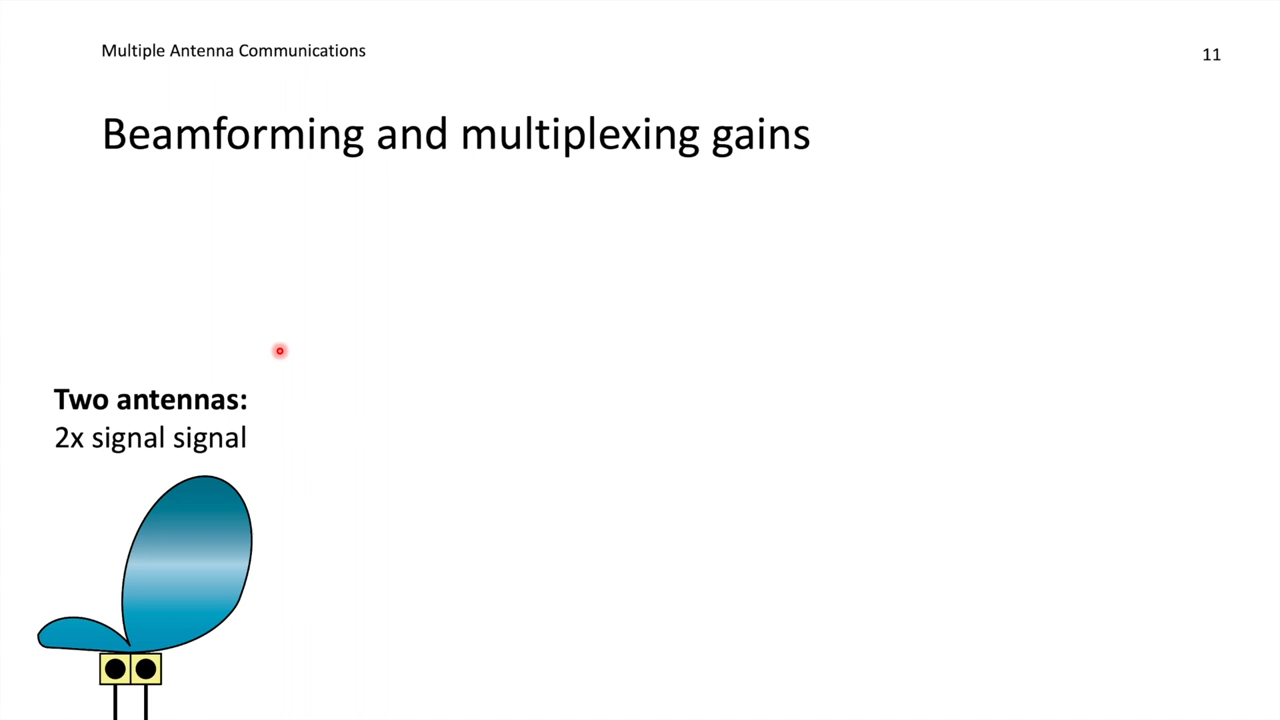 Multiple Antenna Communications
11
Beamforming and multiplexing gains
Two antennas:
2x signal signal